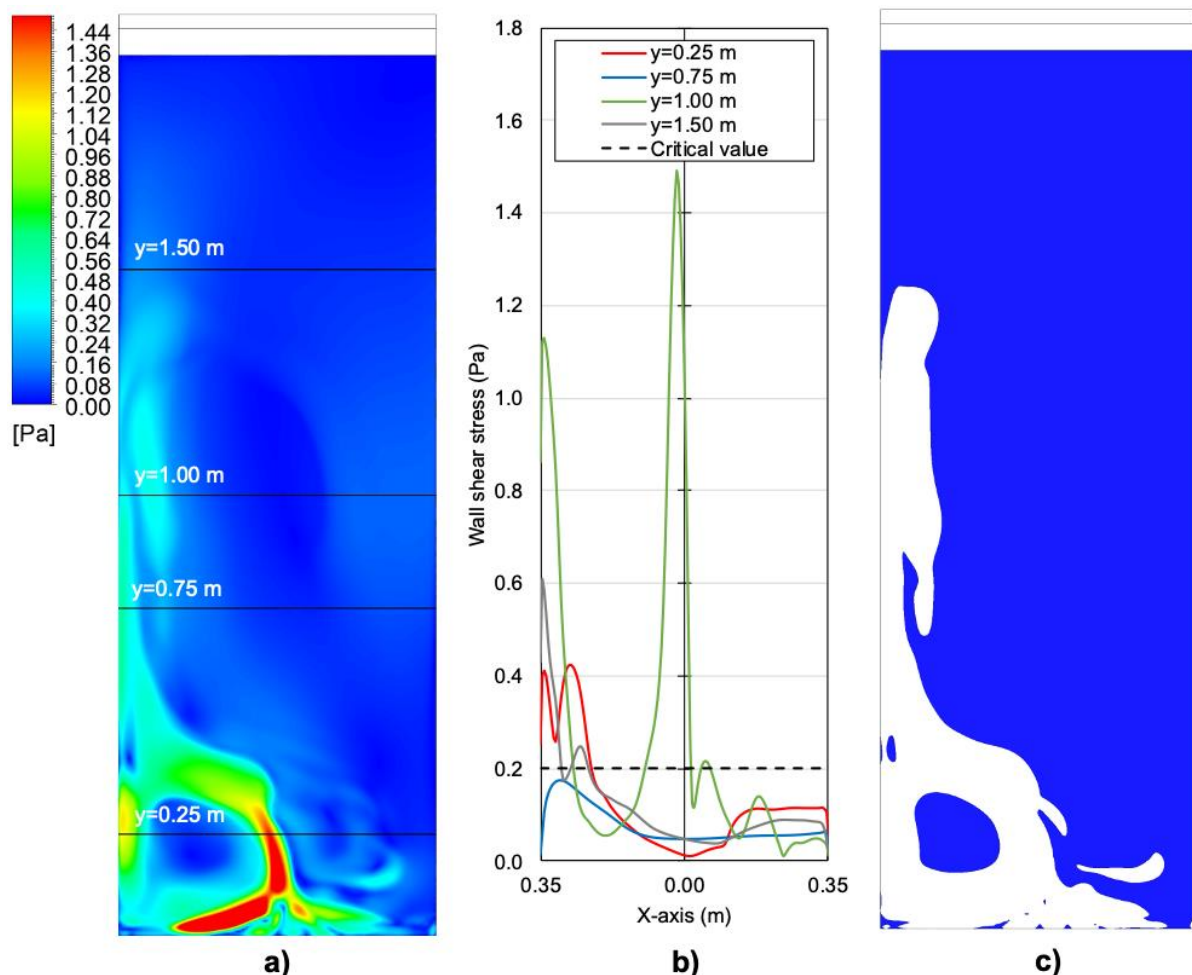 1.44
1.36
1.28
1.20
1.12
1.04
0.96
0.88
0.80
0.72
0.64
0.56
0.48
0.40
0.32
0.24
0.16
0.08
0.00
[Pa]
y=1.50 m
y=1.00 m
y=0.75 m
y=0.25 m
a)
Wall shear stress (Pa)
1.8
1.6
1.4
1.2
1.0
0.8
0.6
0.4
0.2
0.0
y=0.25 m
y=0.75 m
y=1.00 m
y=1.50 m
Critical value
0.35 0.00 0.35
X-axis (m)
b)
c)